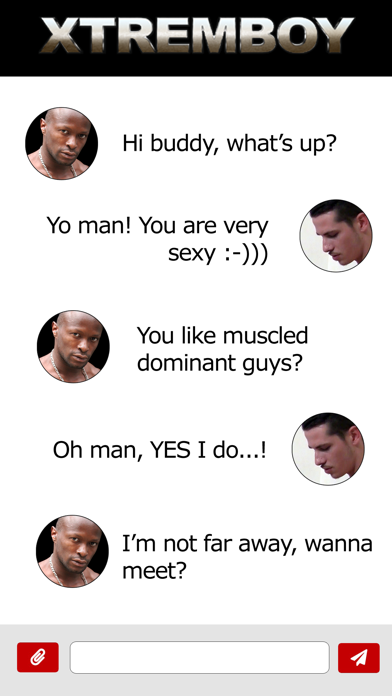 XTREMBOY
Hi buddy, what’s up?
Yo man! You are very
sexy :-)))
You like muscled
dominant guys?
Oh man, YES I do...!
I’m not far away, wanna
meet?